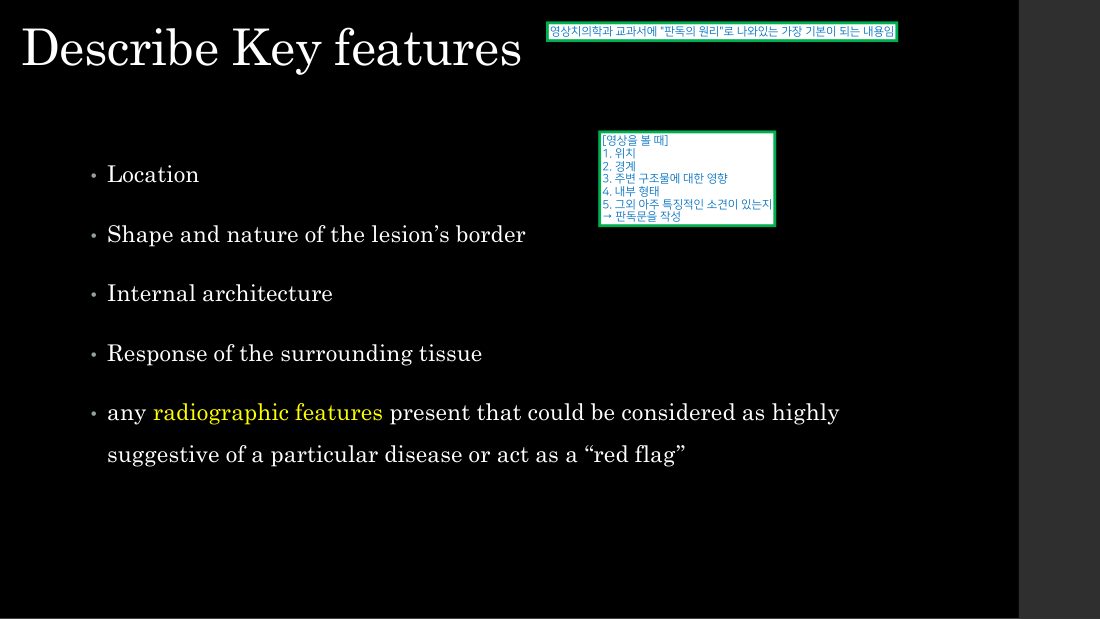 Describe Key features
영상치의학과 교과서에 "판독의 원리"로 나와있는 가장 기본이 되는 내용임
[영상을 볼 때]
1. 위치
2. 경계
3. 주변 구조물에 대한 영향
4. 내부 형태
5. 그외 아주 특징적인 소견이 있는지
→ 판독문을 작성
• Location
• Shape and nature of the lesion’s border
• Internal architecture
• Response of the surrounding tissue
• any radiographic features present that could be considered as highly
suggestive of a particular disease or act as a “red flag”